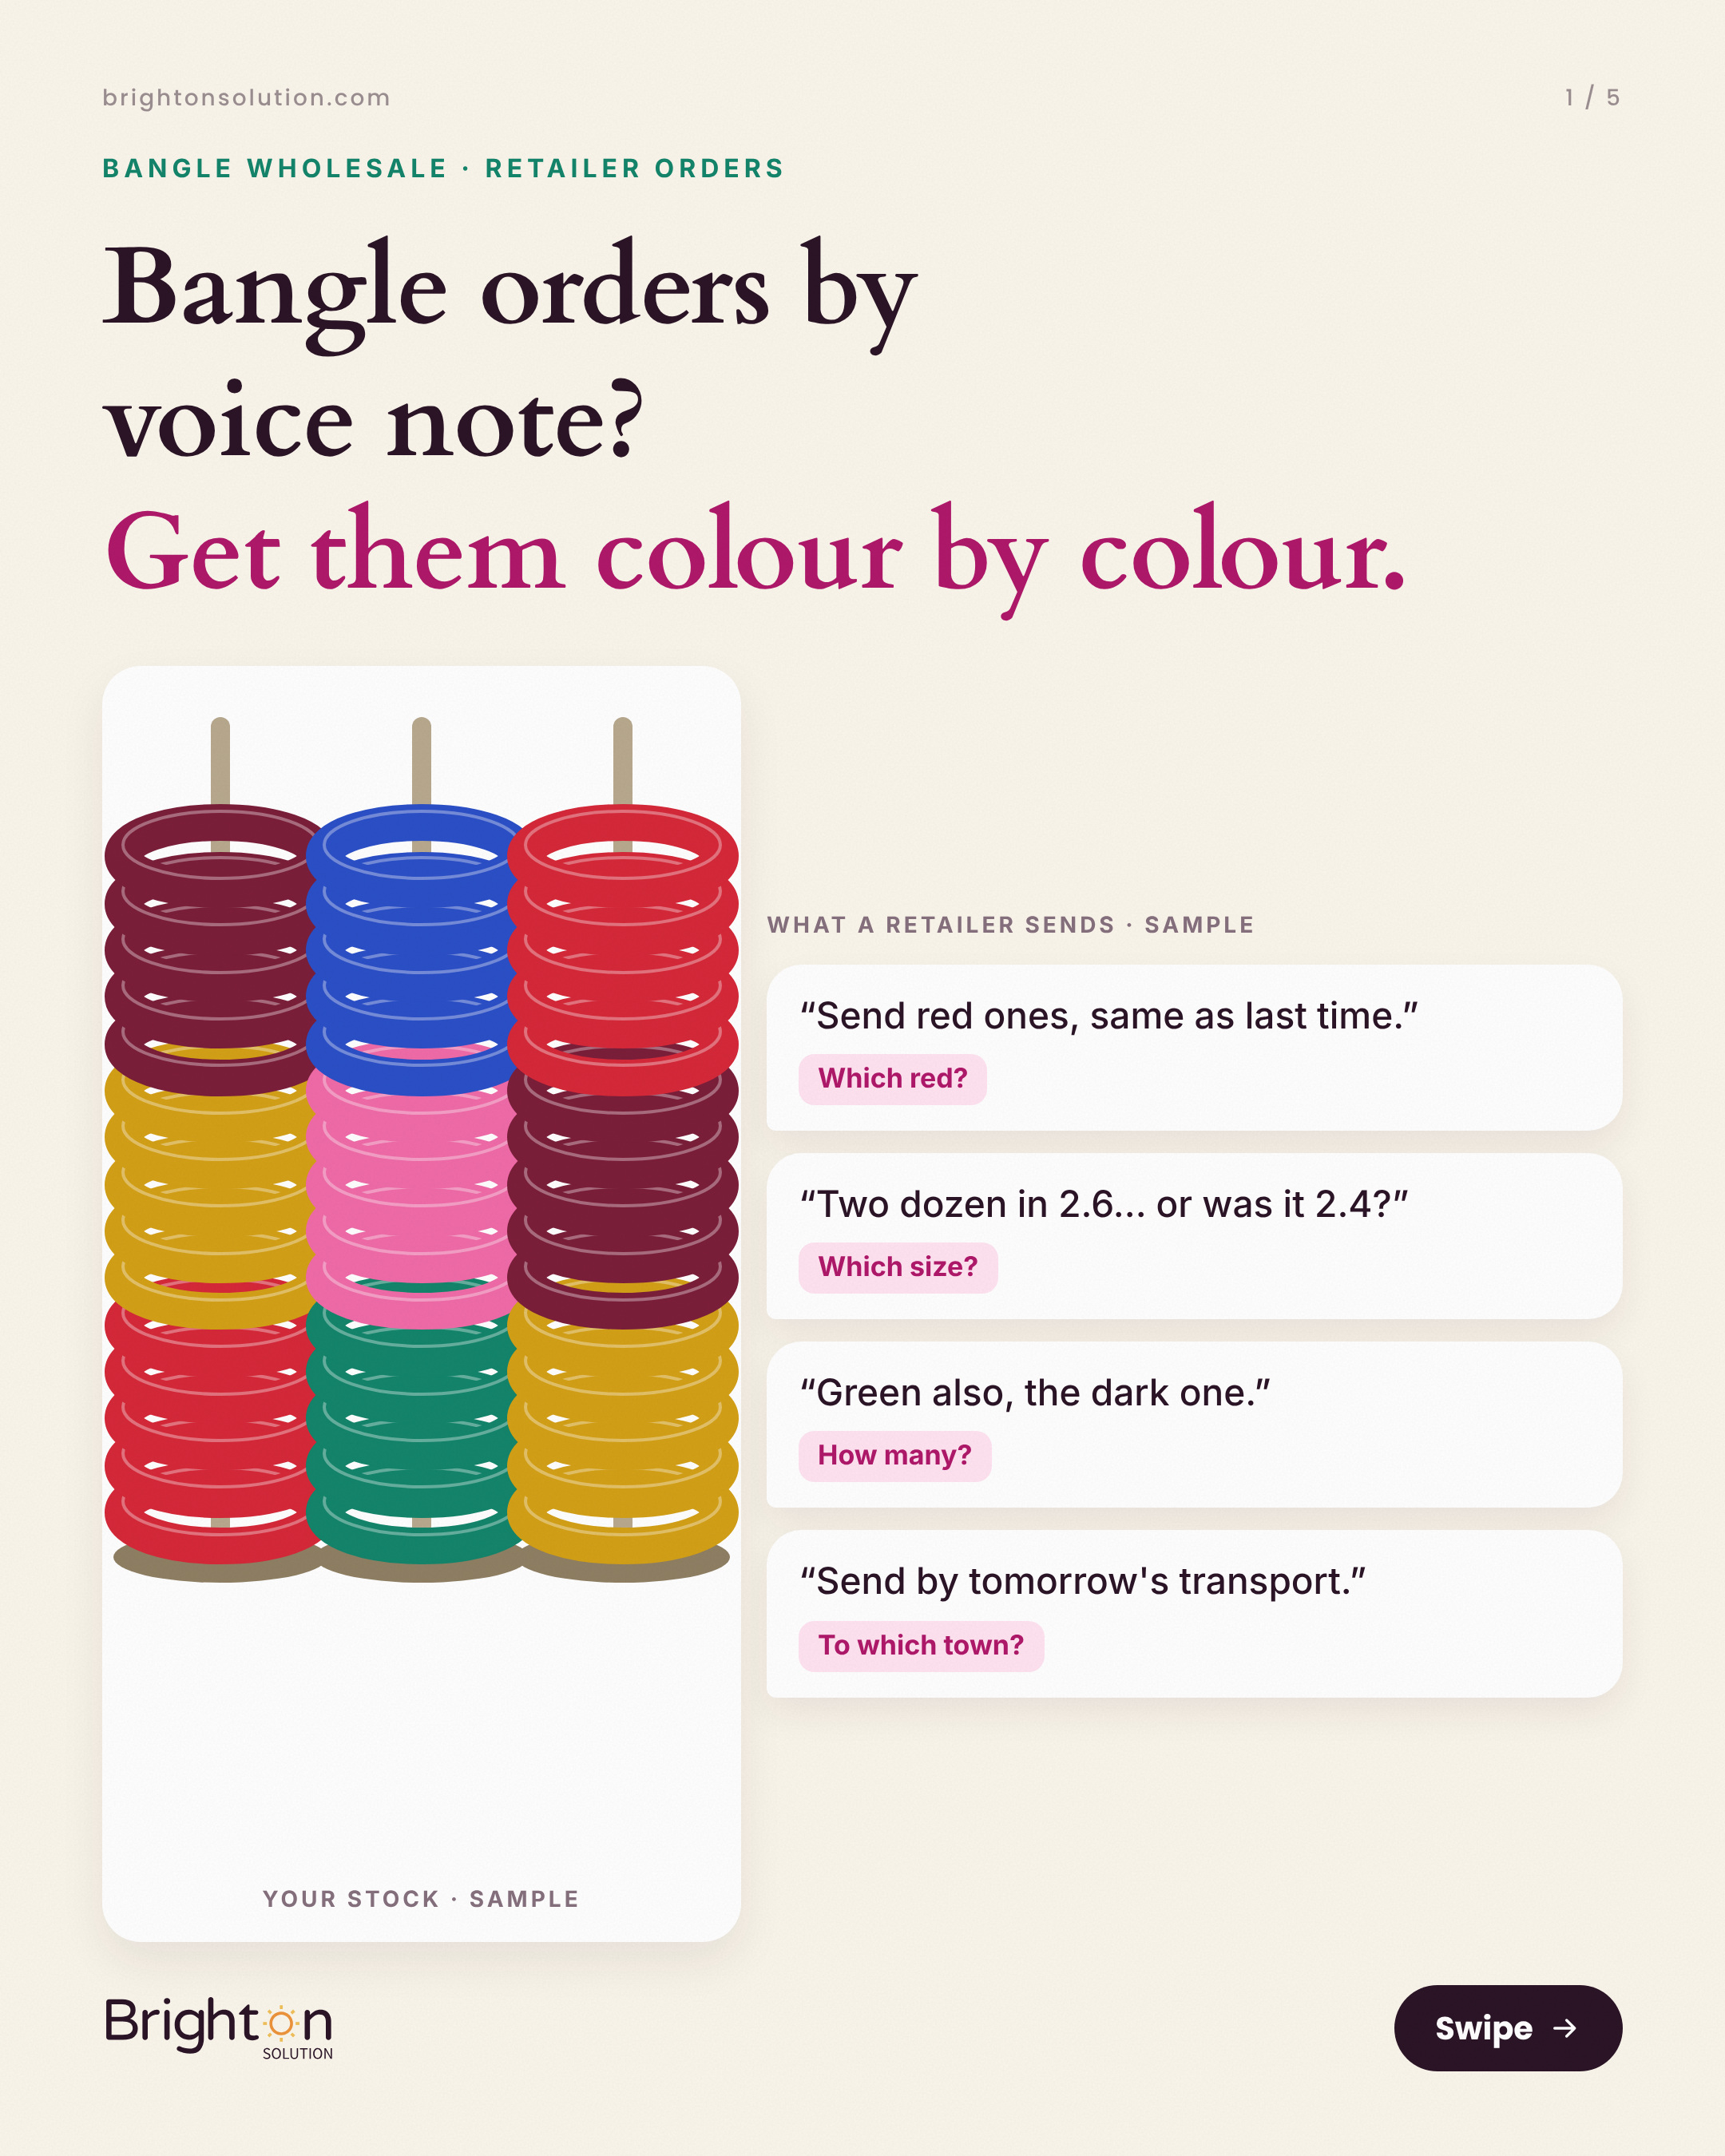 brightonsolution.com
1 / 5
BANGLE WHOLESALE · RETAILER ORDERS
Bangle orders by
voice note?
Get them colour by colour.
WHAT A RETAILER SENDS · SAMPLE
“Send red ones, same as last time.”
Which red?
“Two dozen in 2.6... or was it 2.4?”
Which size?
“Green also, the dark one.”
How many?
“Send by tomorrow's transport.”
To which town?
YOUR STOCK · SAMPLE
Brighton
SOLUTION
Swipe →